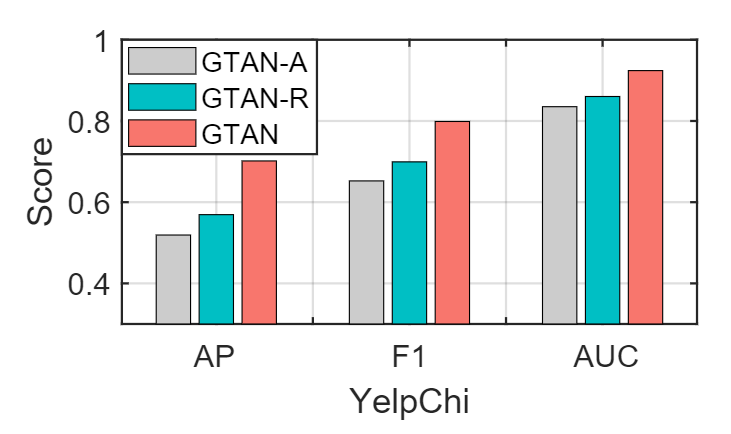 1
GTAN-A
GTAN-R
GTAN
0.8
0.6
0.4
Score
AP F1 AUC
YelpChi